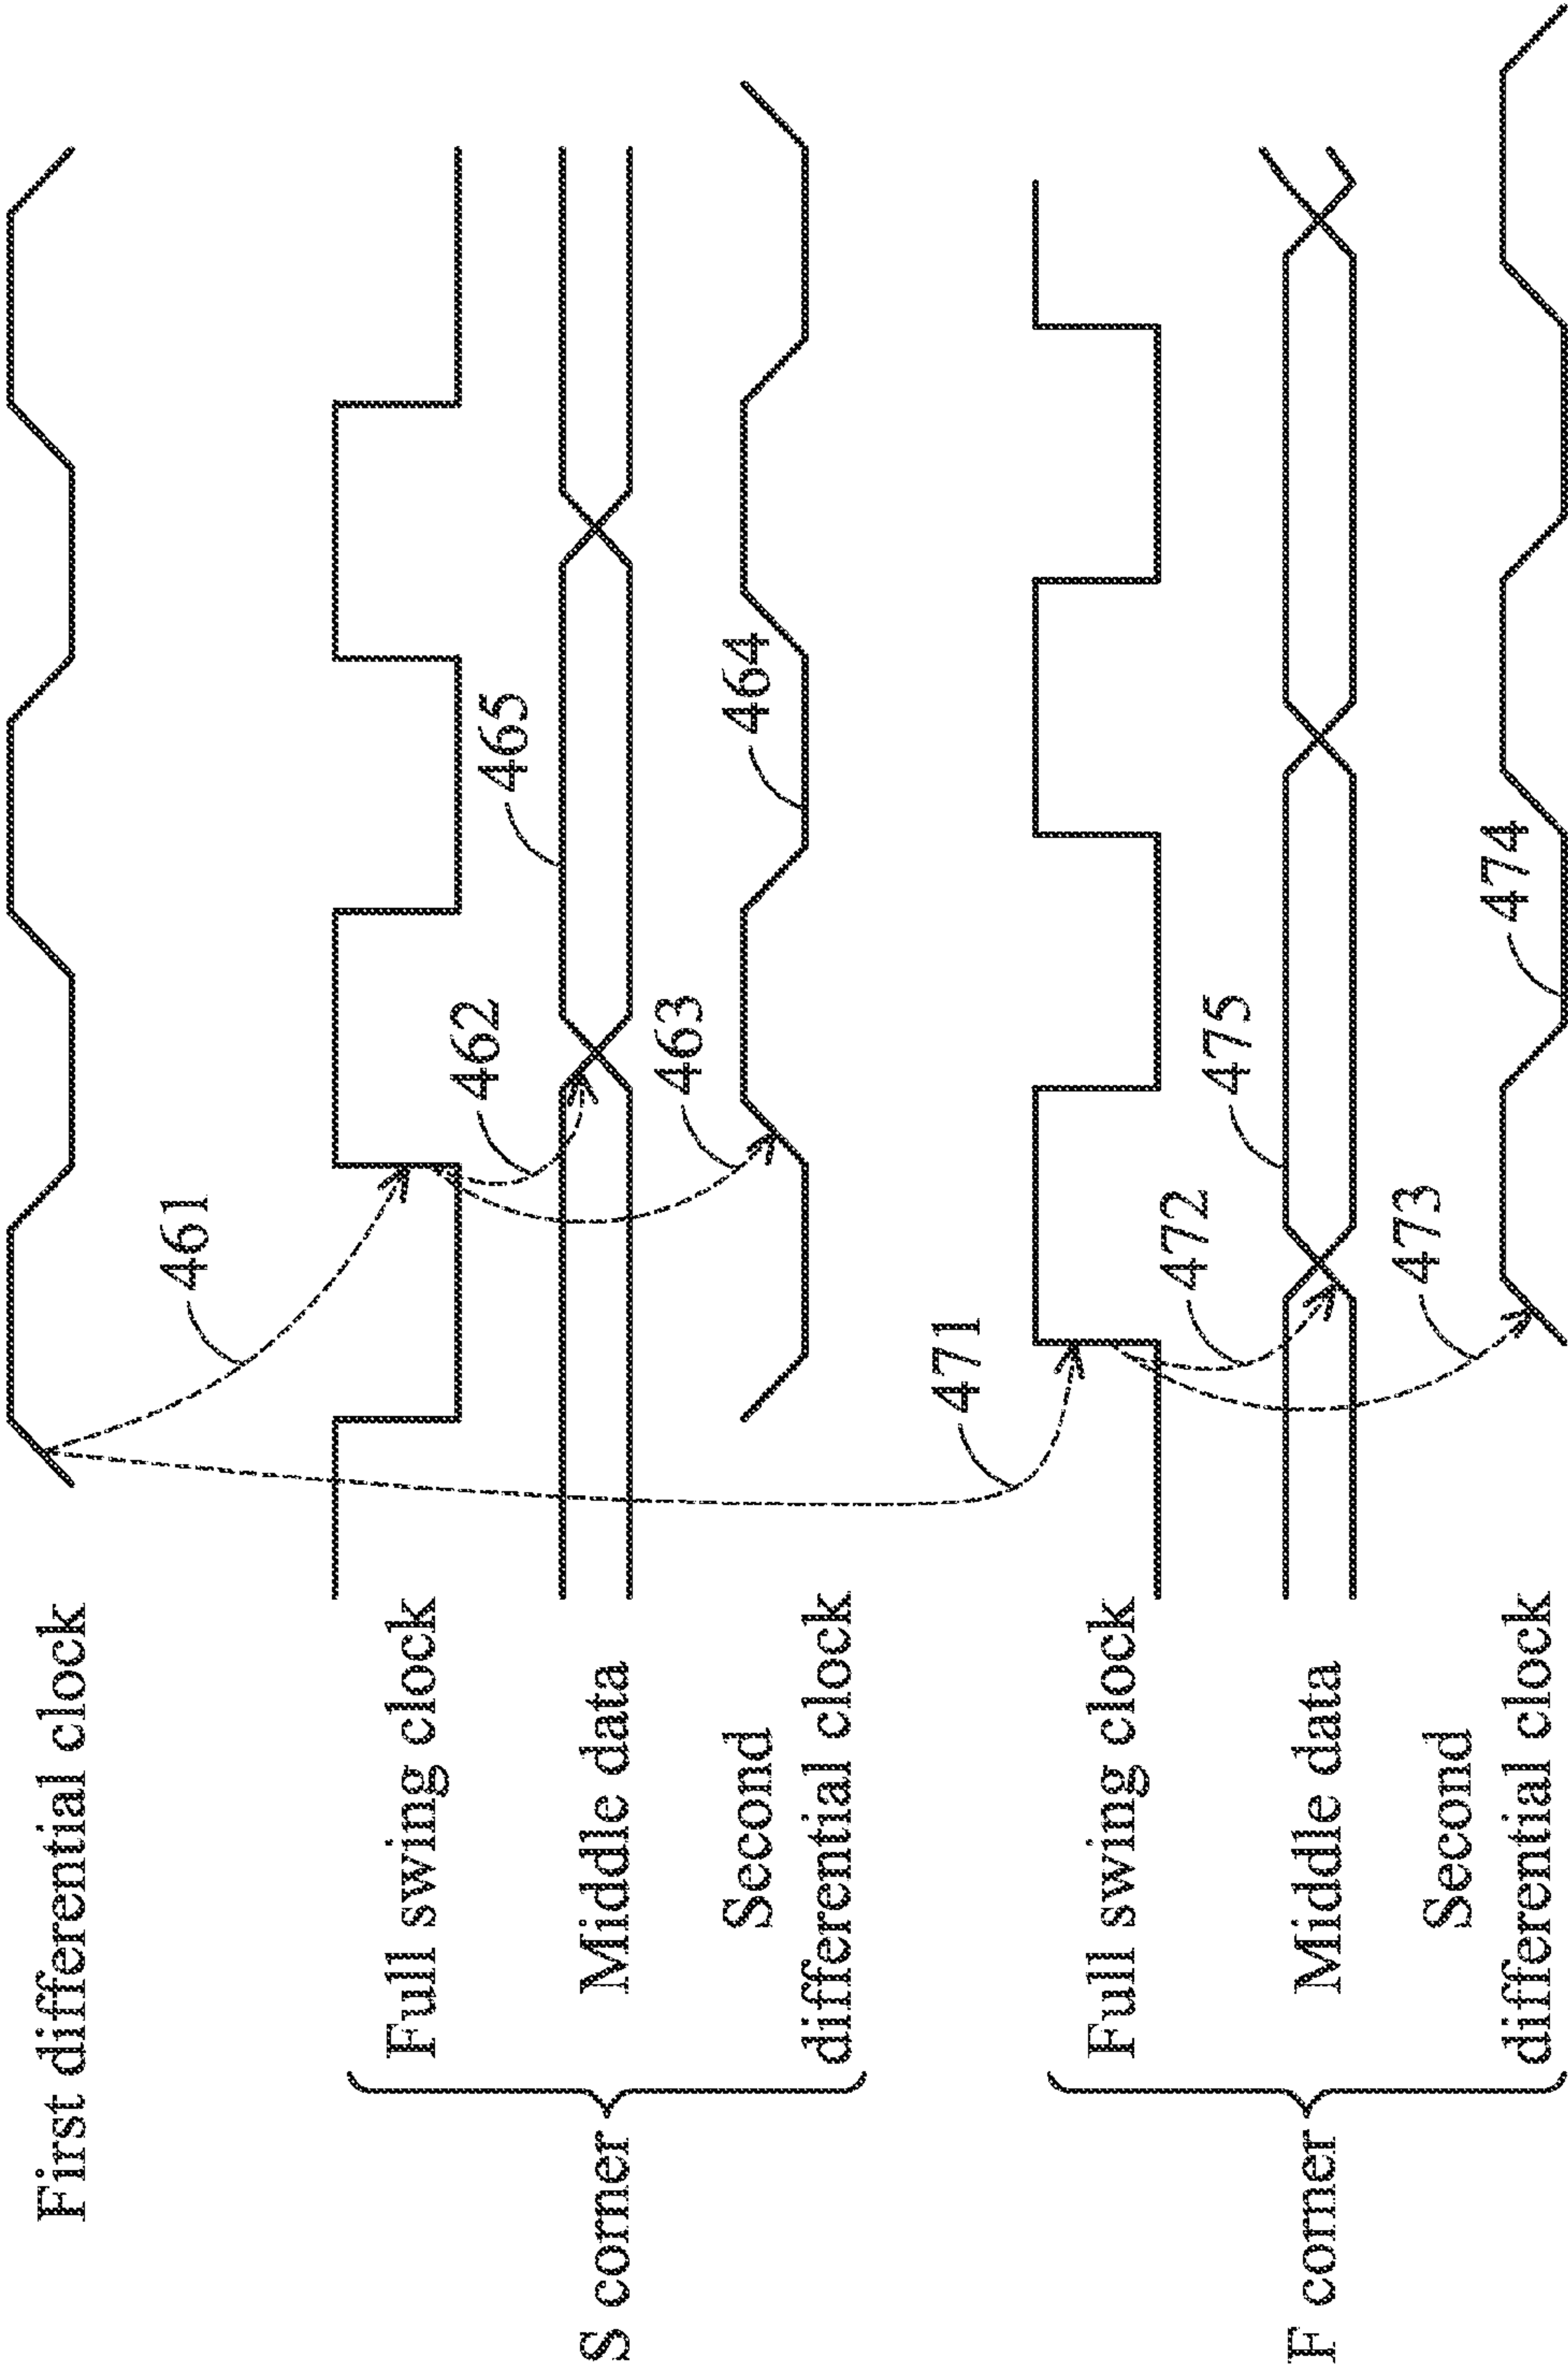 First differential clock
461
S corner
Full swing clock
462
465
Middle data
463
Second
differential clock
464
471
F corner
Full swing clock
472
475
Middle data
473
Second
differential clock
474